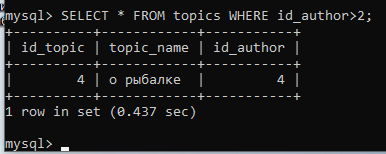 mysql> SELECT * FROM topics WHERE id_author>2;
+----------+------------+-----------+
| id_topic | topic_name | id_author |
+----------+------------+-----------+
|        4 | о рыбалке  |         4 |
+----------+------------+-----------+
1 row in set (0.437 sec)
mysql> _